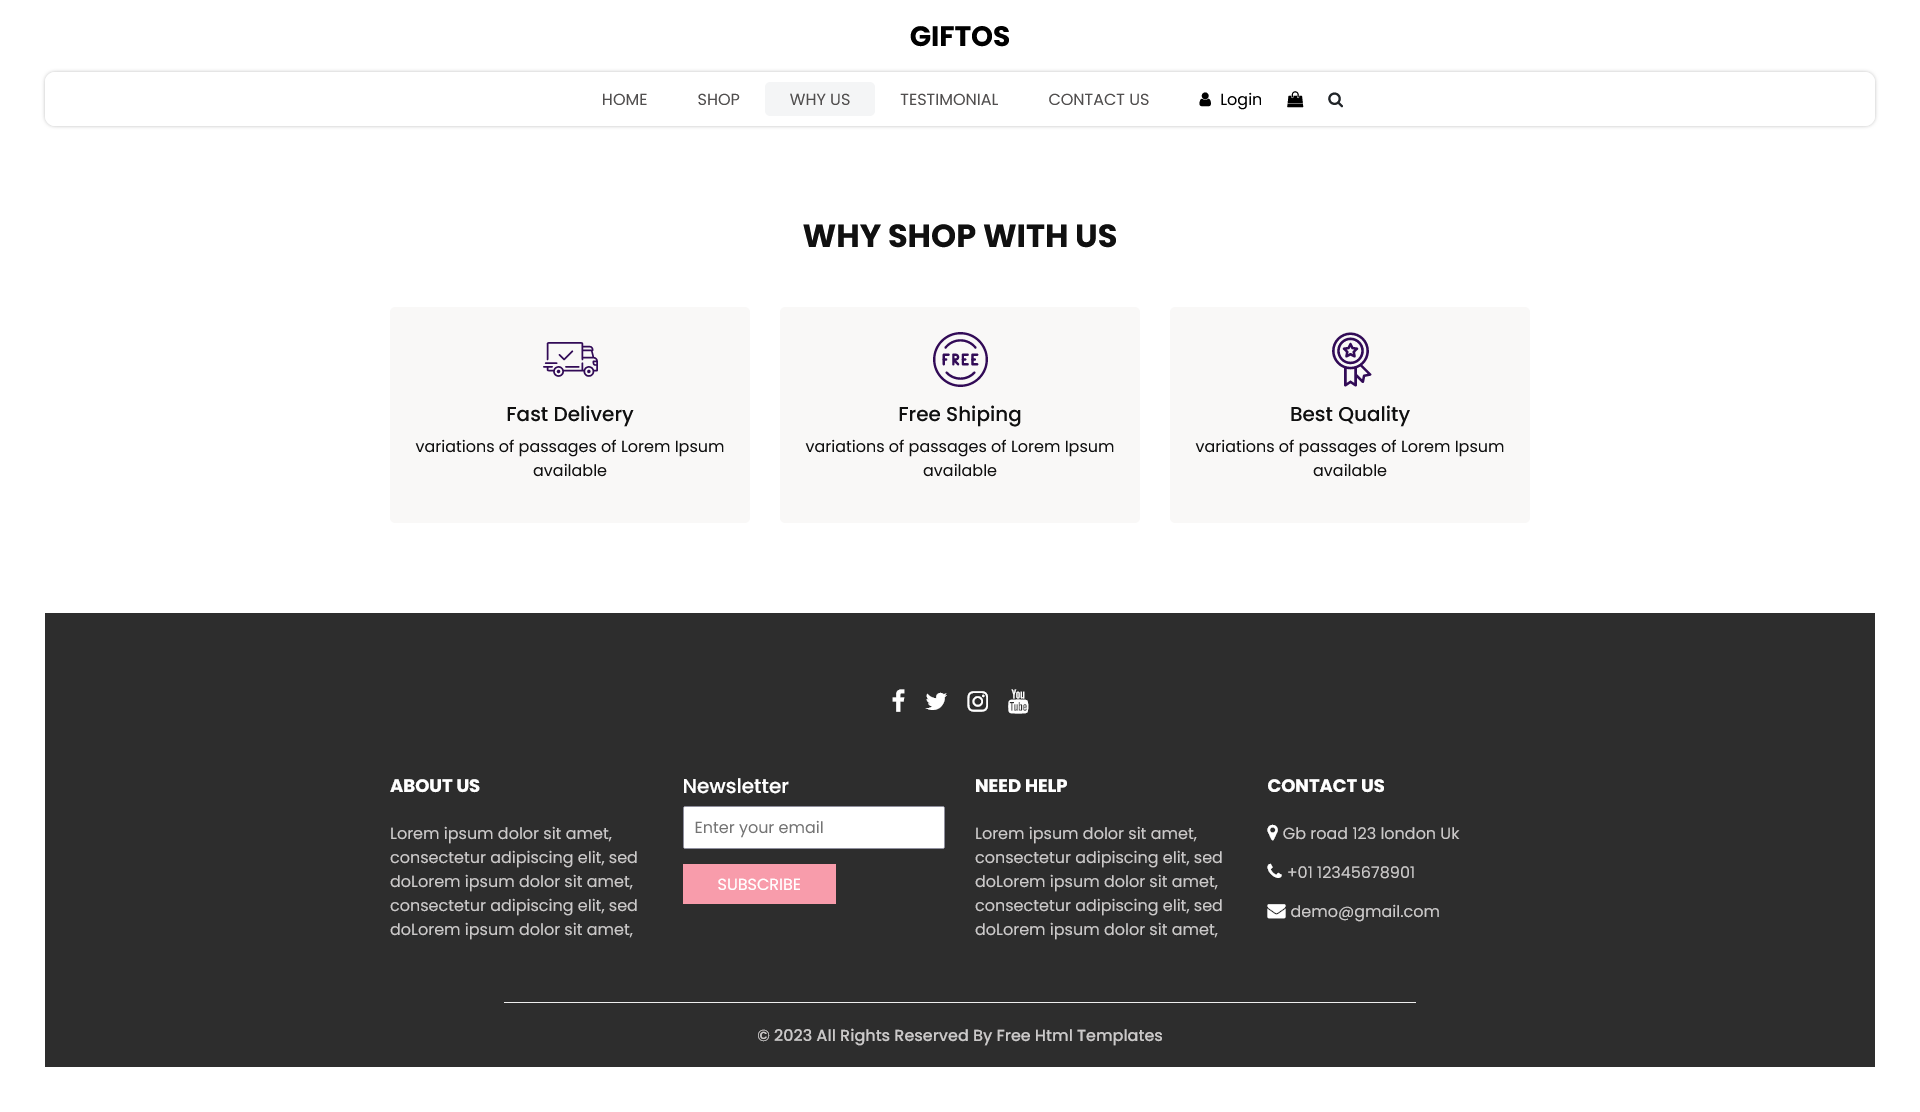 GIFTOS
HOME SHOP WHY US TESTIMONIAL CONTACT US Login
WHY SHOP WITH US
FREE
Fast Delivery
variations of passages of Lorem Ipsum
available
Free Shiping
variations of passages of Lorem Ipsum
available
Best Quality
variations of passages of Lorem Ipsum
available
You
Tube
ABOUT US
Lorem ipsum dolor sit amet,
consectetur adipiscing elit, sed
doLorem ipsum dolor sit amet,
consectetur adipiscing elit, sed
doLorem ipsum dolor sit amet,
Newsletter
Enter your email
SUBSCRIBE
NEED HELP
Lorem ipsum dolor sit amet,
consectetur adipiscing elit, sed
doLorem ipsum dolor sit amet,
consectetur adipiscing elit, sed
doLorem ipsum dolor sit amet,
CONTACT US
Gb road 123 london Uk
+01 12345678901
demo@gmail.com
© 2023 All Rights Reserved By Free Html Templates